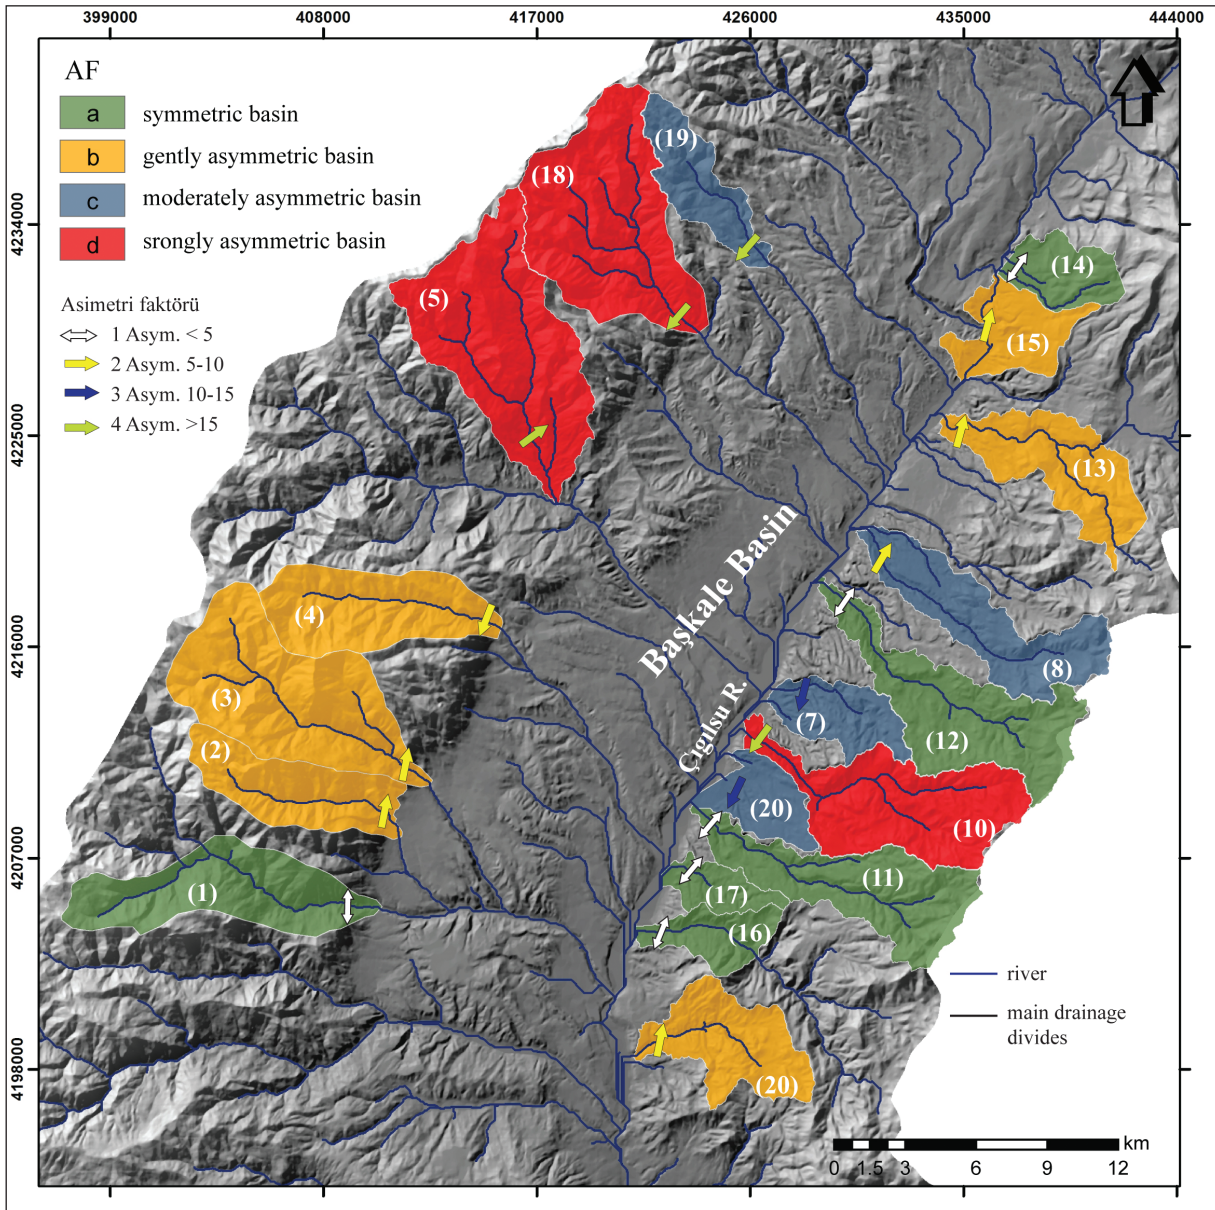 399000
408000
417000
426000
435000
444000
AF
a symmetric basin
b gently asymmetric basin
c moderately asymmetric basin
d srongly asymmetric basin
Asimetri faktörü
1 Asym. < 5
2 Asym. 5-10
3 Asym. 10-15
4 Asym. >15
4234000
4225000
4216000
4207000
4198000
(19)
(18)
(5)
(14)
(15)
(13)
(4)
(3)
(2)
(1)
(8)
(7)
(12)
(20)
(10)
(11)
(17)
(16)
(20)
Başkale Basin
Çıgılsu R.
river
main drainage
divides
km
0 1.5 3 6 9 12